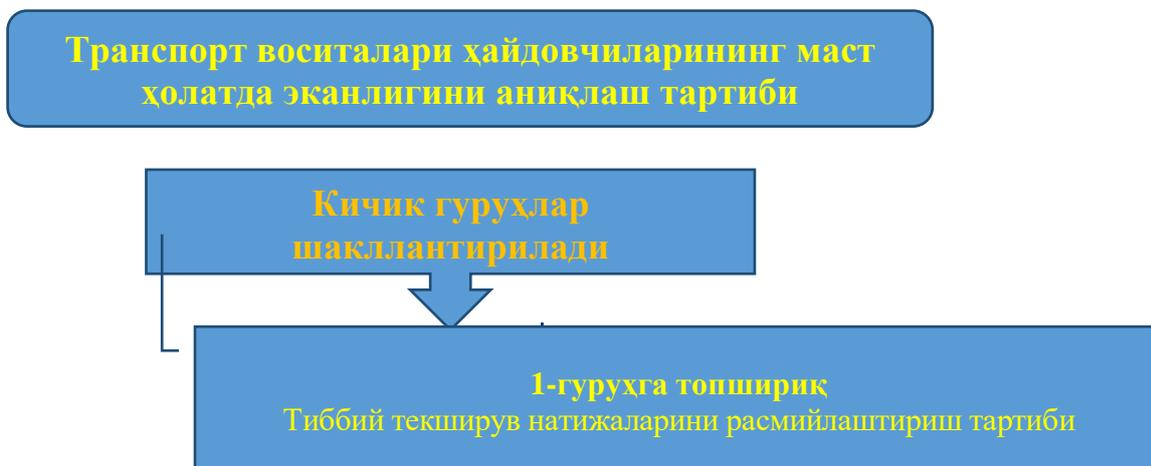 Транспорт воситалари ҳайдовчиларининг маст
ҳолатда эканлигини аниқлаш тартиби
Кичик гуруҳлар
шакллантирилади
1-гуруҳга топшириқ
Тиббий текширув натижаларини расмийлаштириш тартиби